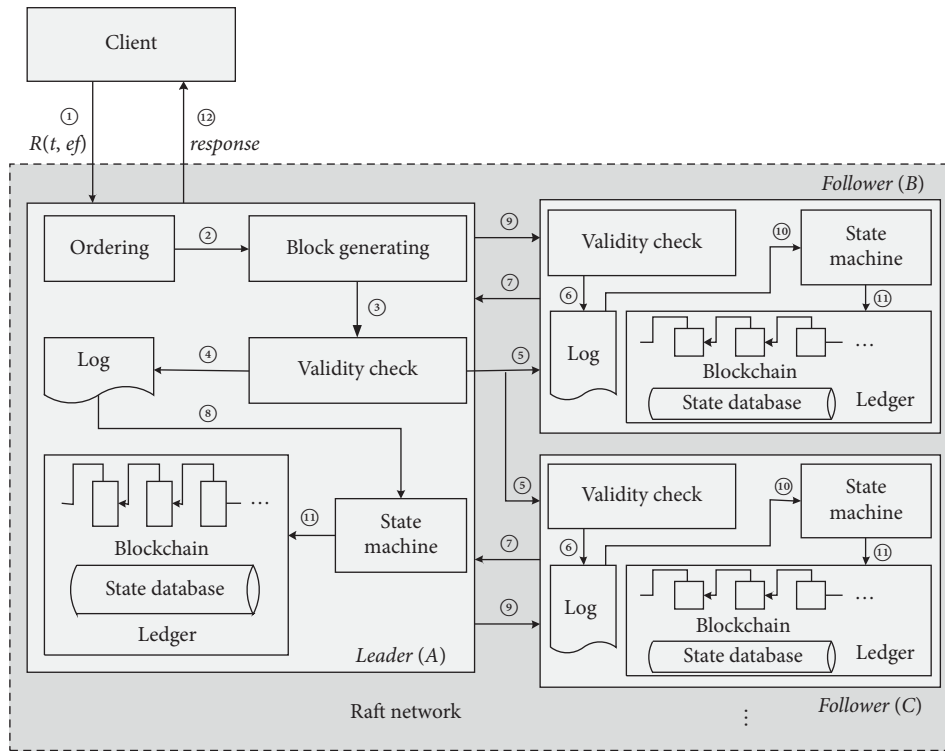 Client
①
⑫
R(t, ef)
response
Follower (B)
Ordering
②
Block generating
⑨
Validity check
⑩
State
machine
③
⑦
⑥
⑪
Log
④
Validity check
⑤
Log
...
Blockchain
State database
Ledger
⑧
...
Blockchain
State database
Ledger
⑪
State
machine
Leader (A)
⑤
Validity check
⑩
State
machine
⑦
⑥
⑪
⑨
Log
...
Blockchain
State database
Ledger
Raft network
⋮
Follower (C)